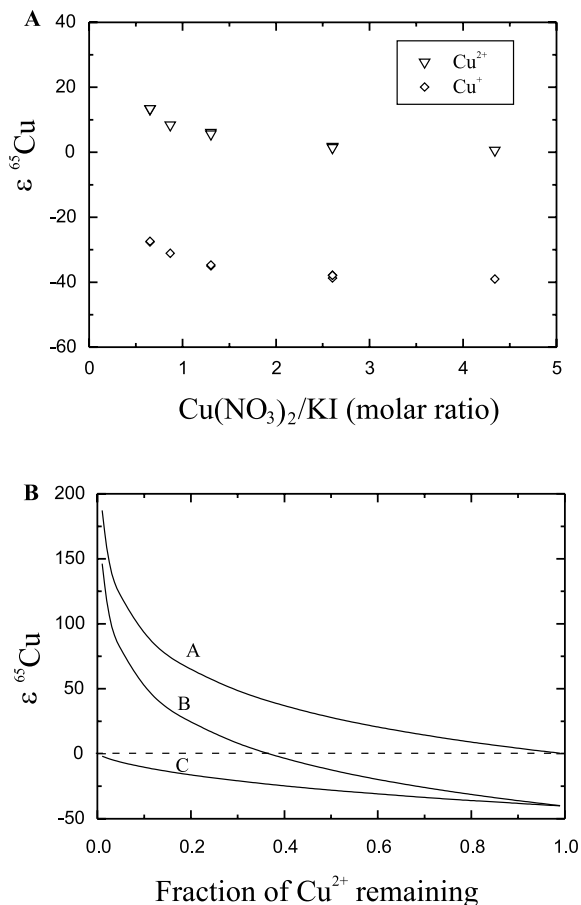 A
ε ⁶⁵Cu
40
20
0
-20
-40
-60
Cu²⁺
Cu⁺
0 1 2 3 4 5
Cu(NO₃)₂/KI (molar ratio)
B
ε ⁶⁵Cu
200
150
100
50
0
-50
A
B
C
0.0 0.2 0.4 0.6 0.8 1.0
Fraction of Cu²⁺ remaining